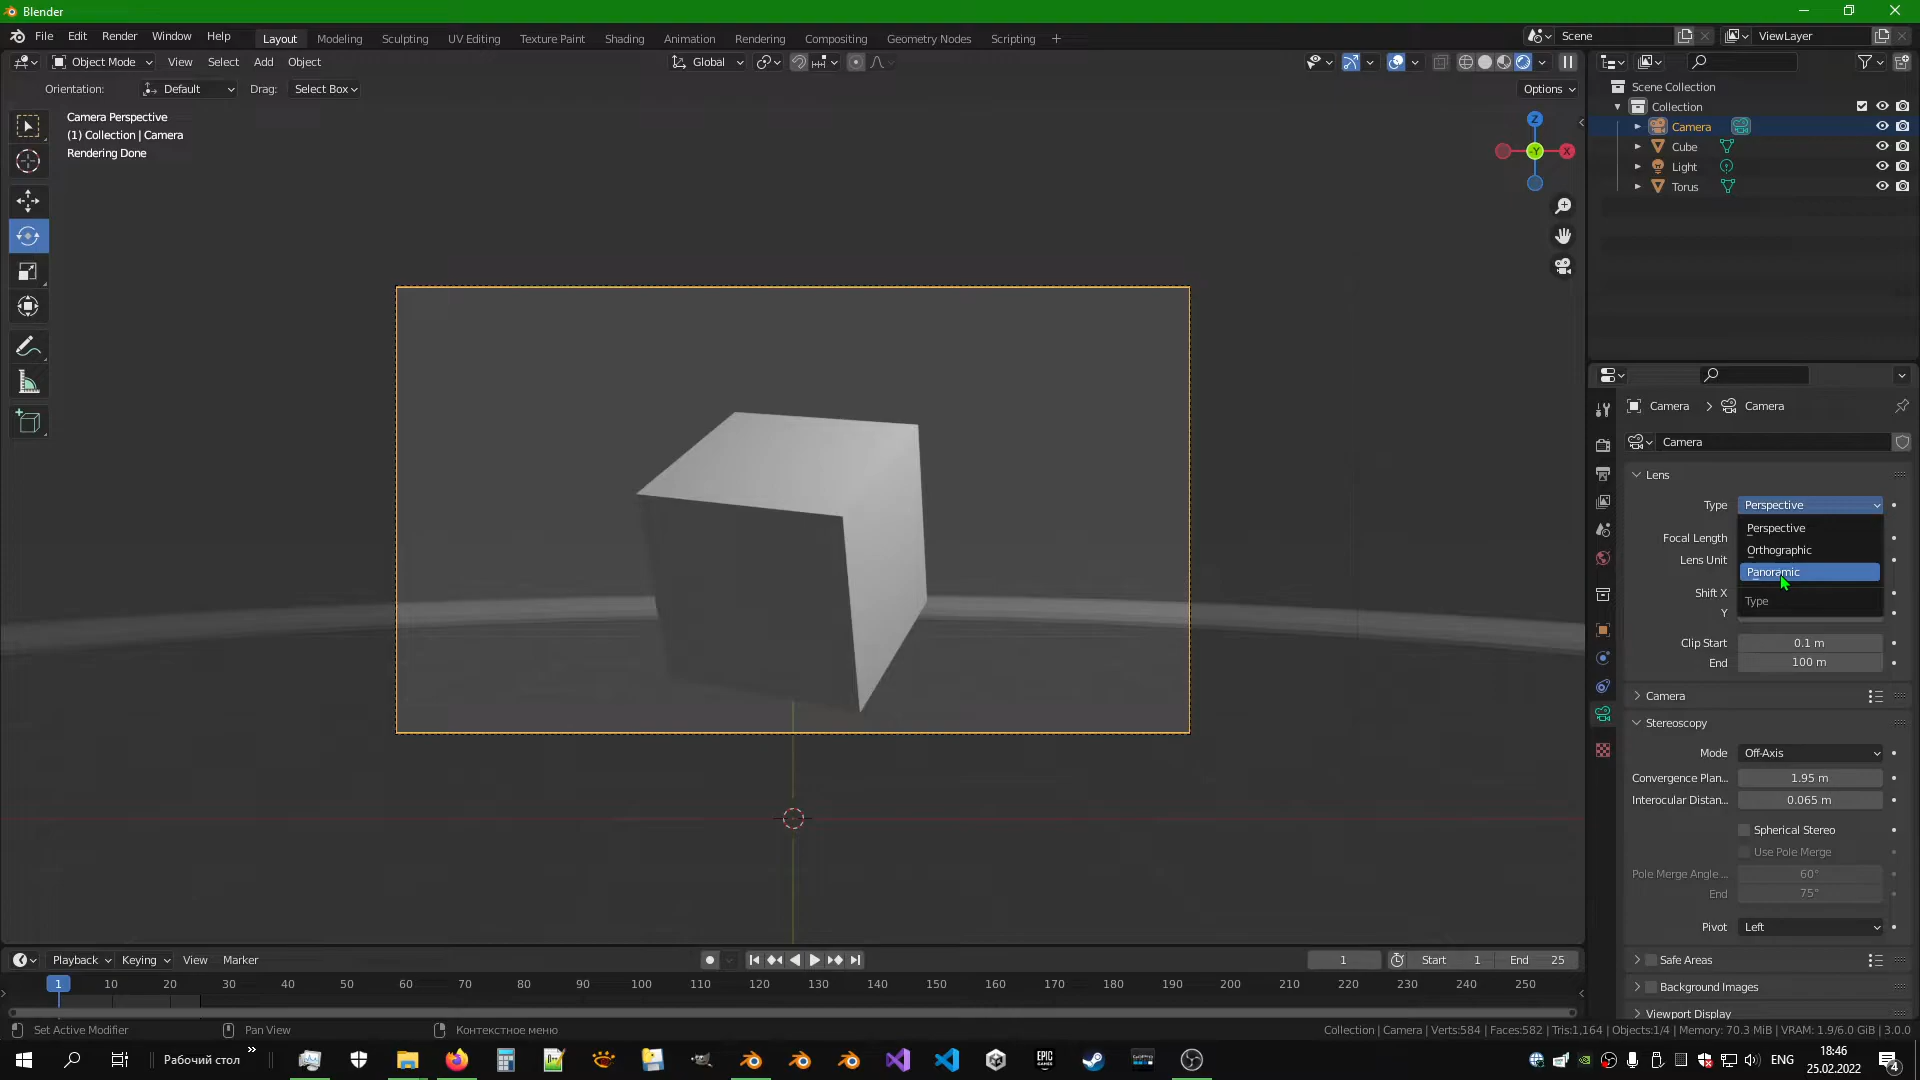 Blender
File Edit Render Window Help
Layout Modeling Sculpting UV Editing Texture Paint Shading Animation Rendering Compositing Geometry Nodes Scripting +
Scene
ViewLayer
Object Mode View Select Add Object
Global
Orientation: Default Drag: Select Box
Options
Camera Perspective
(1) Collection | Camera
Rendering Done
Z
-Y
X
Scene Collection
Collection
Camera
Cube
Light
Torus
Camera > Camera
Camera
Lens
Type Perspective
Perspective
Orthographic
Panoramic
Type
Focal Length
Lens Unit
Shift X
Y
Clip Start 0.1 m
End 100 m
Camera
Stereoscopy
Mode Off-Axis
Convergence Plan... 1.95 m
Interocular Distan... 0.065 m
Spherical Stereo
Use Pole Merge
Pole Merge Angle ... 60°
End 75°
Pivot Left
Safe Areas
Background Images
Viewport Display
Playback Keying View Marker
1 Start 1 End 25
1 10 20 30 40 50 60 70 80 90 100 110 120 130 140 150 160 170 180 190 200 210 220 230 240 250
Set Active Modifier Pan View Контекстное меню
Collection | Camera | Verts:584 | Faces:582 | Tris:1,164 | Objects:1/4 | Memory: 70.3 MiB | VRAM: 1.9/6.0 GiB | 3.0.0
Рабочий стол »
EPIC GAMES
ENG
18:46
25.02.2022
4